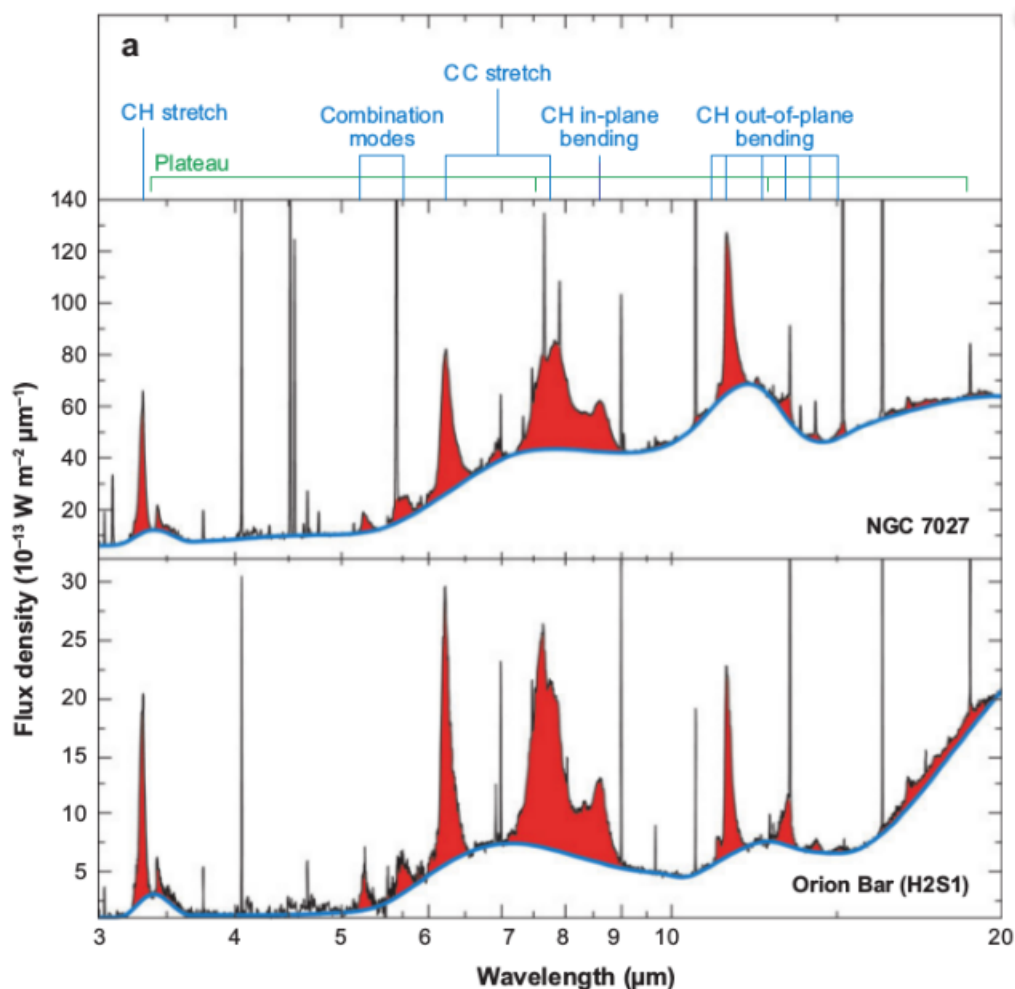 a
CC stretch
CH stretch
Combination
modes
CH in-plane
bending
CH out-of-plane
bending
Plateau
140
120
100
80
60
40
20
NGC 7027
Flux density (10⁻¹³ W m⁻² µm⁻¹)
30
25
20
15
10
5
Orion Bar (H2S1)
3 4 5 6 7 8 9 10 20
Wavelength (µm)